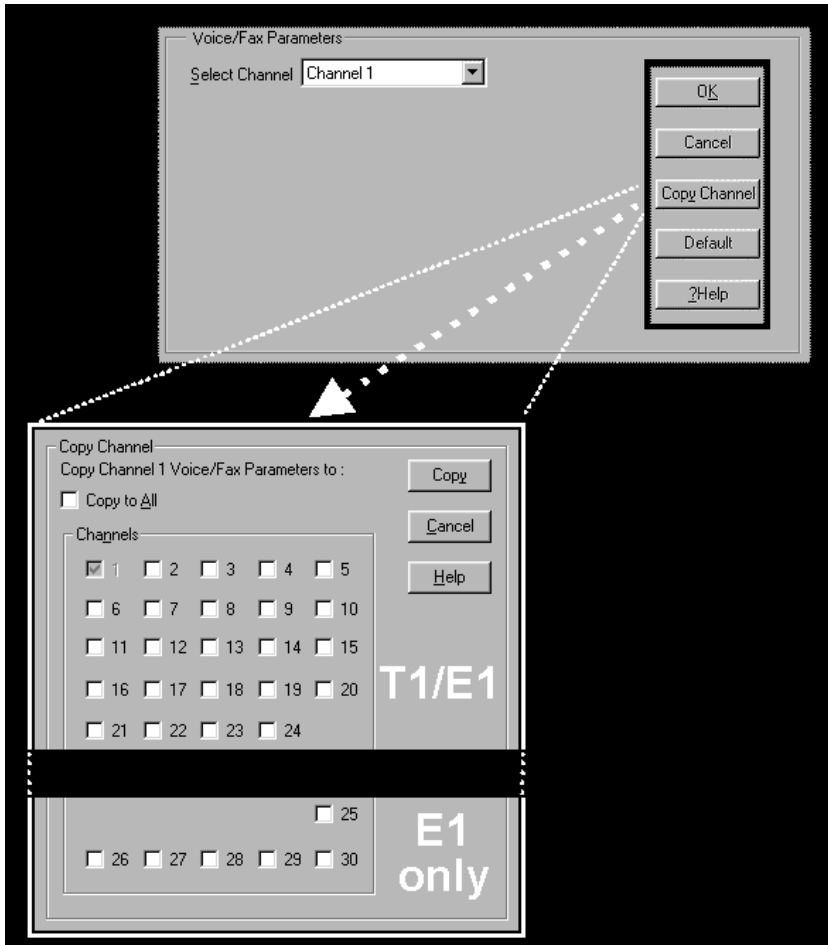 Voice/Fax Parameters
Select Channel Channel 1
OK
Cancel
Copy Channel
Default
?Help
Copy Channel
Copy Channel 1 Voice/Fax Parameters to :
Copy to All
Copy
Cancel
Help
Channels
1 2 3 4 5
6 7 8 9 10
11 12 13 14 15
16 17 18 19 20
21 22 23 24
T1/E1
25
26 27 28 29 30
E1
only